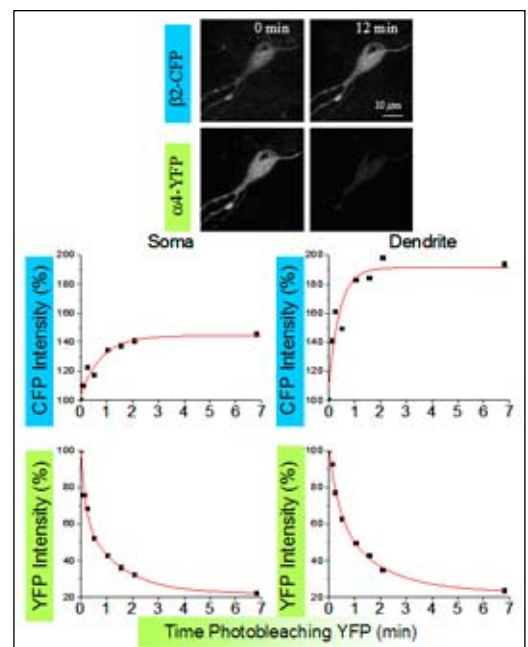 0 min
12 min
β2-CFP
10 µm
α4-YFP
Soma
Dendrite
CFP Intensity (%)
200
180
160
140
120
100
0 1 2 3 4 5 6 7
CFP Intensity (%)
200
180
160
140
120
100
0 1 2 3 4 5 6 7
YFP Intensity (%)
100
80
60
40
20
0 1 2 3 4 5 6 7
YFP Intensity (%)
100
80
60
40
20
0 1 2 3 4 5 6 7
Time Photobleaching YFP (min)